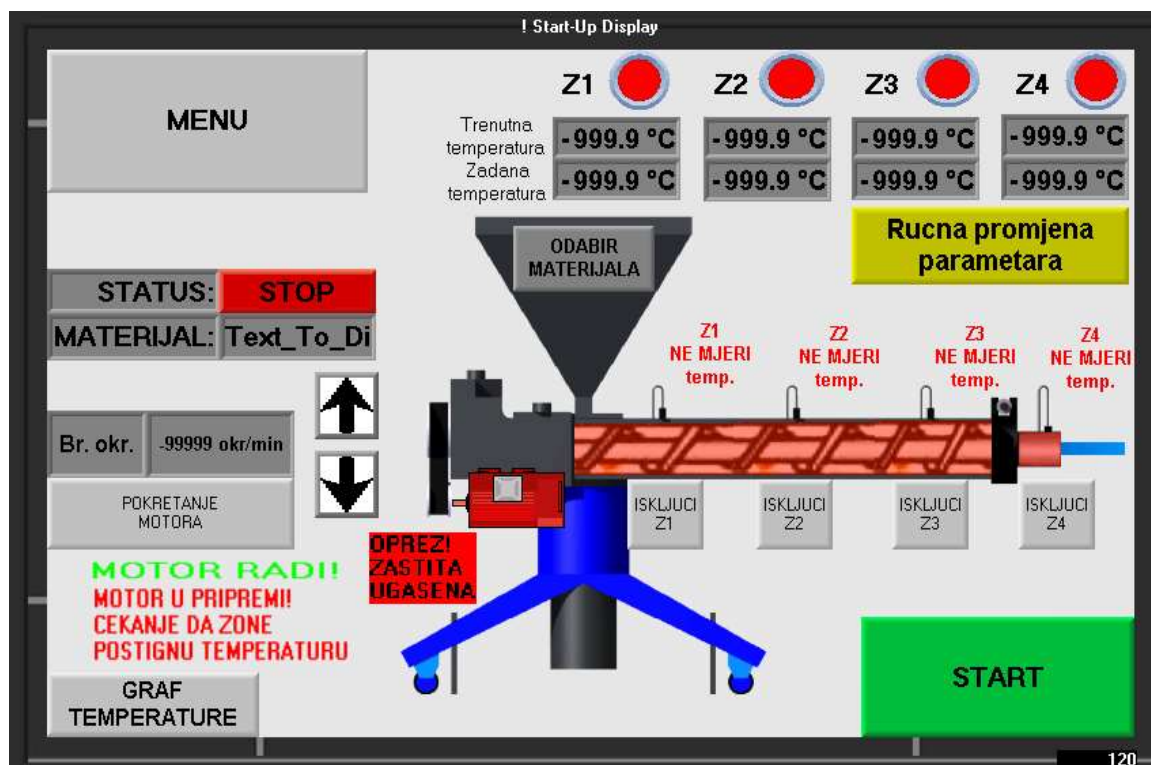 ! Start-Up Display
MENU
Z1
Z2
Z3
Z4
Trenutna
temperatura
-999.9 °C
-999.9 °C
-999.9 °C
-999.9 °C
Zadana
temperatura
-999.9 °C
-999.9 °C
-999.9 °C
-999.9 °C
Rucna promjena
parametara
ODABIR
MATERIJALA
STATUS:
STOP
MATERIJAL:
Text_To_Di
Z1
NE MJERI
temp.
Z2
NE MJERI
temp.
Z3
NE MJERI
temp.
Z4
NE MJERI
temp.
Br. okr.
-99999 okr/min
POKRETANJE
MOTORA
ISKLJUCI
Z1
ISKLJUCI
Z2
ISKLJUCI
Z3
ISKLJUCI
Z4
OPREZ!
ZASTITA
UGASENA
MOTOR RADI!
MOTOR U PRIPREMI!
CEKANJE DA ZONE
POSTIGNU TEMPERATURU
GRAF
TEMPERATURE
START
120